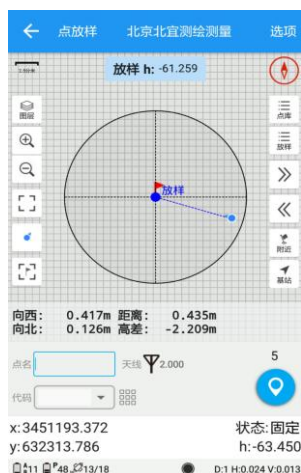 点放样 北京北宜测绘测量 选项
放样 h: -61.259
图层
点库
放样
放样
附近
基站
向西: 0.417m 距离: 0.435m
向北: 0.126m 高差: -2.209m
点名 天线 2.000 5
代码
x:3451193.372 状态:固定
y:632313.786 h:-63.450
11 48 13/18 D:1 H:0.024 V:0.013